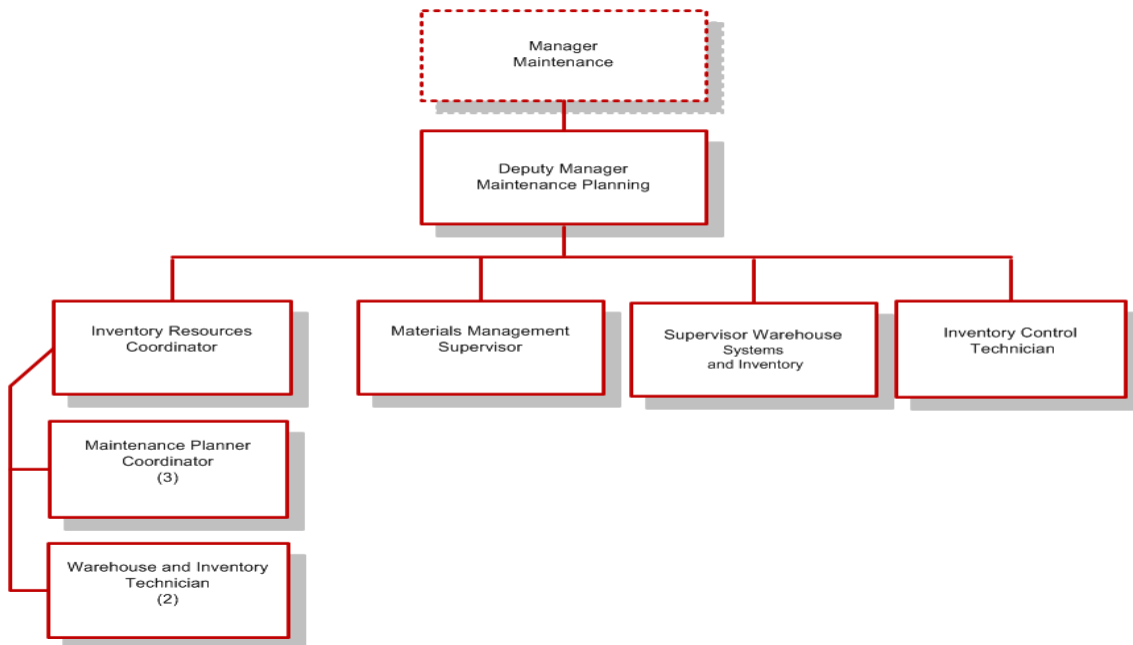 Manager
Maintenance
Deputy Manager
Maintenance Planning
Inventory Resources
Coordinator
Materials Management
Supervisor
Supervisor Warehouse
Systems
and Inventory
Inventory Control
Technician
Maintenance Planner
Coordinator
(3)
Warehouse and Inventory
Technician
(2)